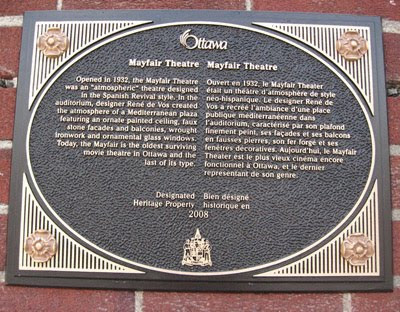 Ottawa
Mayfair Theatre
Opened in 1932, the Mayfair Theatre
was an "atmospheric" theatre designed
in the Spanish Revival style. In the
auditorium, designer René de Vos created
the atmosphere of a Mediterranean plaza
featuring an ornate painted ceiling, faux
stone facades and balconies, wrought
ironwork and ornamental glass windows.
Today, the Mayfair is the oldest surviving
movie theatre in Ottawa and the
last of its type.
Designated
Heritage Property
Mayfair Theatre
Ouvert en 1932, le Mayfair Theater
était un théâtre d'atmosphère de style
néo-hispanique. Le designer René de
Vos a recréé l'ambiance d'une place
publique méditerranéenne dans
l'auditorium, caractérisé par son plafond
finement peint, ses façades et ses balcons
en fausses pierres, son fer forgé et ses
fenêtres décoratives. Aujourd'hui, le Mayfair
Theater est le plus vieux cinéma encore
fonctionnel à Ottawa, et le dernier
representant de son genre.
Bien désigné
historique en
2008